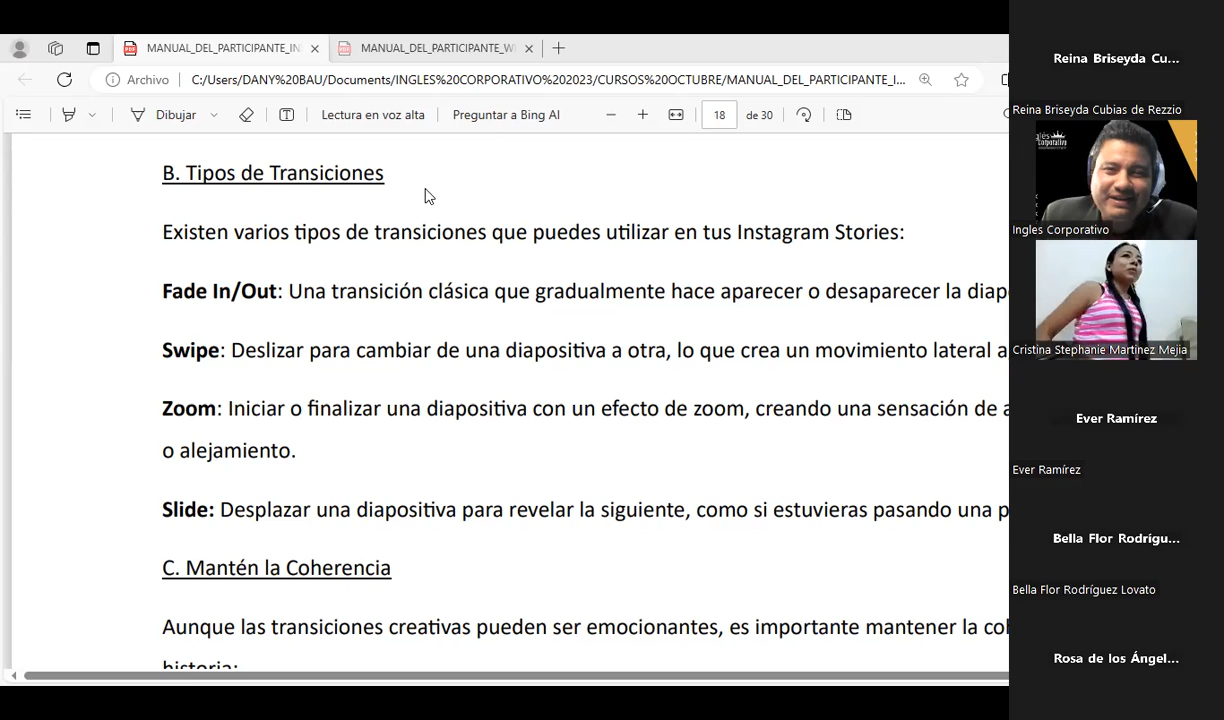 MANUAL_DEL_PARTICIPANTE_IN
MANUAL_DEL_PARTICIPANTE_W
Archivo
C:/Users/DANY%20BAU/Documents/INGLES%20CORPORATIVO%202023/CURSOS%20OCTUBRE/MANUAL_DEL_PARTICIPANTE_I...
Dibujar
Lectura en voz alta
Preguntar a Bing AI
18
de 30
B. Tipos de Transiciones
Existen varios tipos de transiciones que puedes utilizar en tus Instagram Stories:
Fade In/Out: Una transición clásica que gradualmente hace aparecer o desaparecer la diap
Swipe: Deslizar para cambiar de una diapositiva a otra, lo que crea un movimiento lateral a
Zoom: Iniciar o finalizar una diapositiva con un efecto de zoom, creando una sensación de a
o alejamiento.
Slide: Desplazar una diapositiva para revelar la siguiente, como si estuvieras pasando una p
C. Mantén la Coherencia
Aunque las transiciones creativas pueden ser emocionantes, es importante mantener la co
historia:
Reina Briseyda Cu...
Reina Briseyda Cubias de Rezzio
Ingles Corporativo
Cristina Stephanie Martinez Mejia
Ever Ramírez
Ever Ramírez
Bella Flor Rodrígu...
Bella Flor Rodríguez Lovato
Rosa de los Ángel...